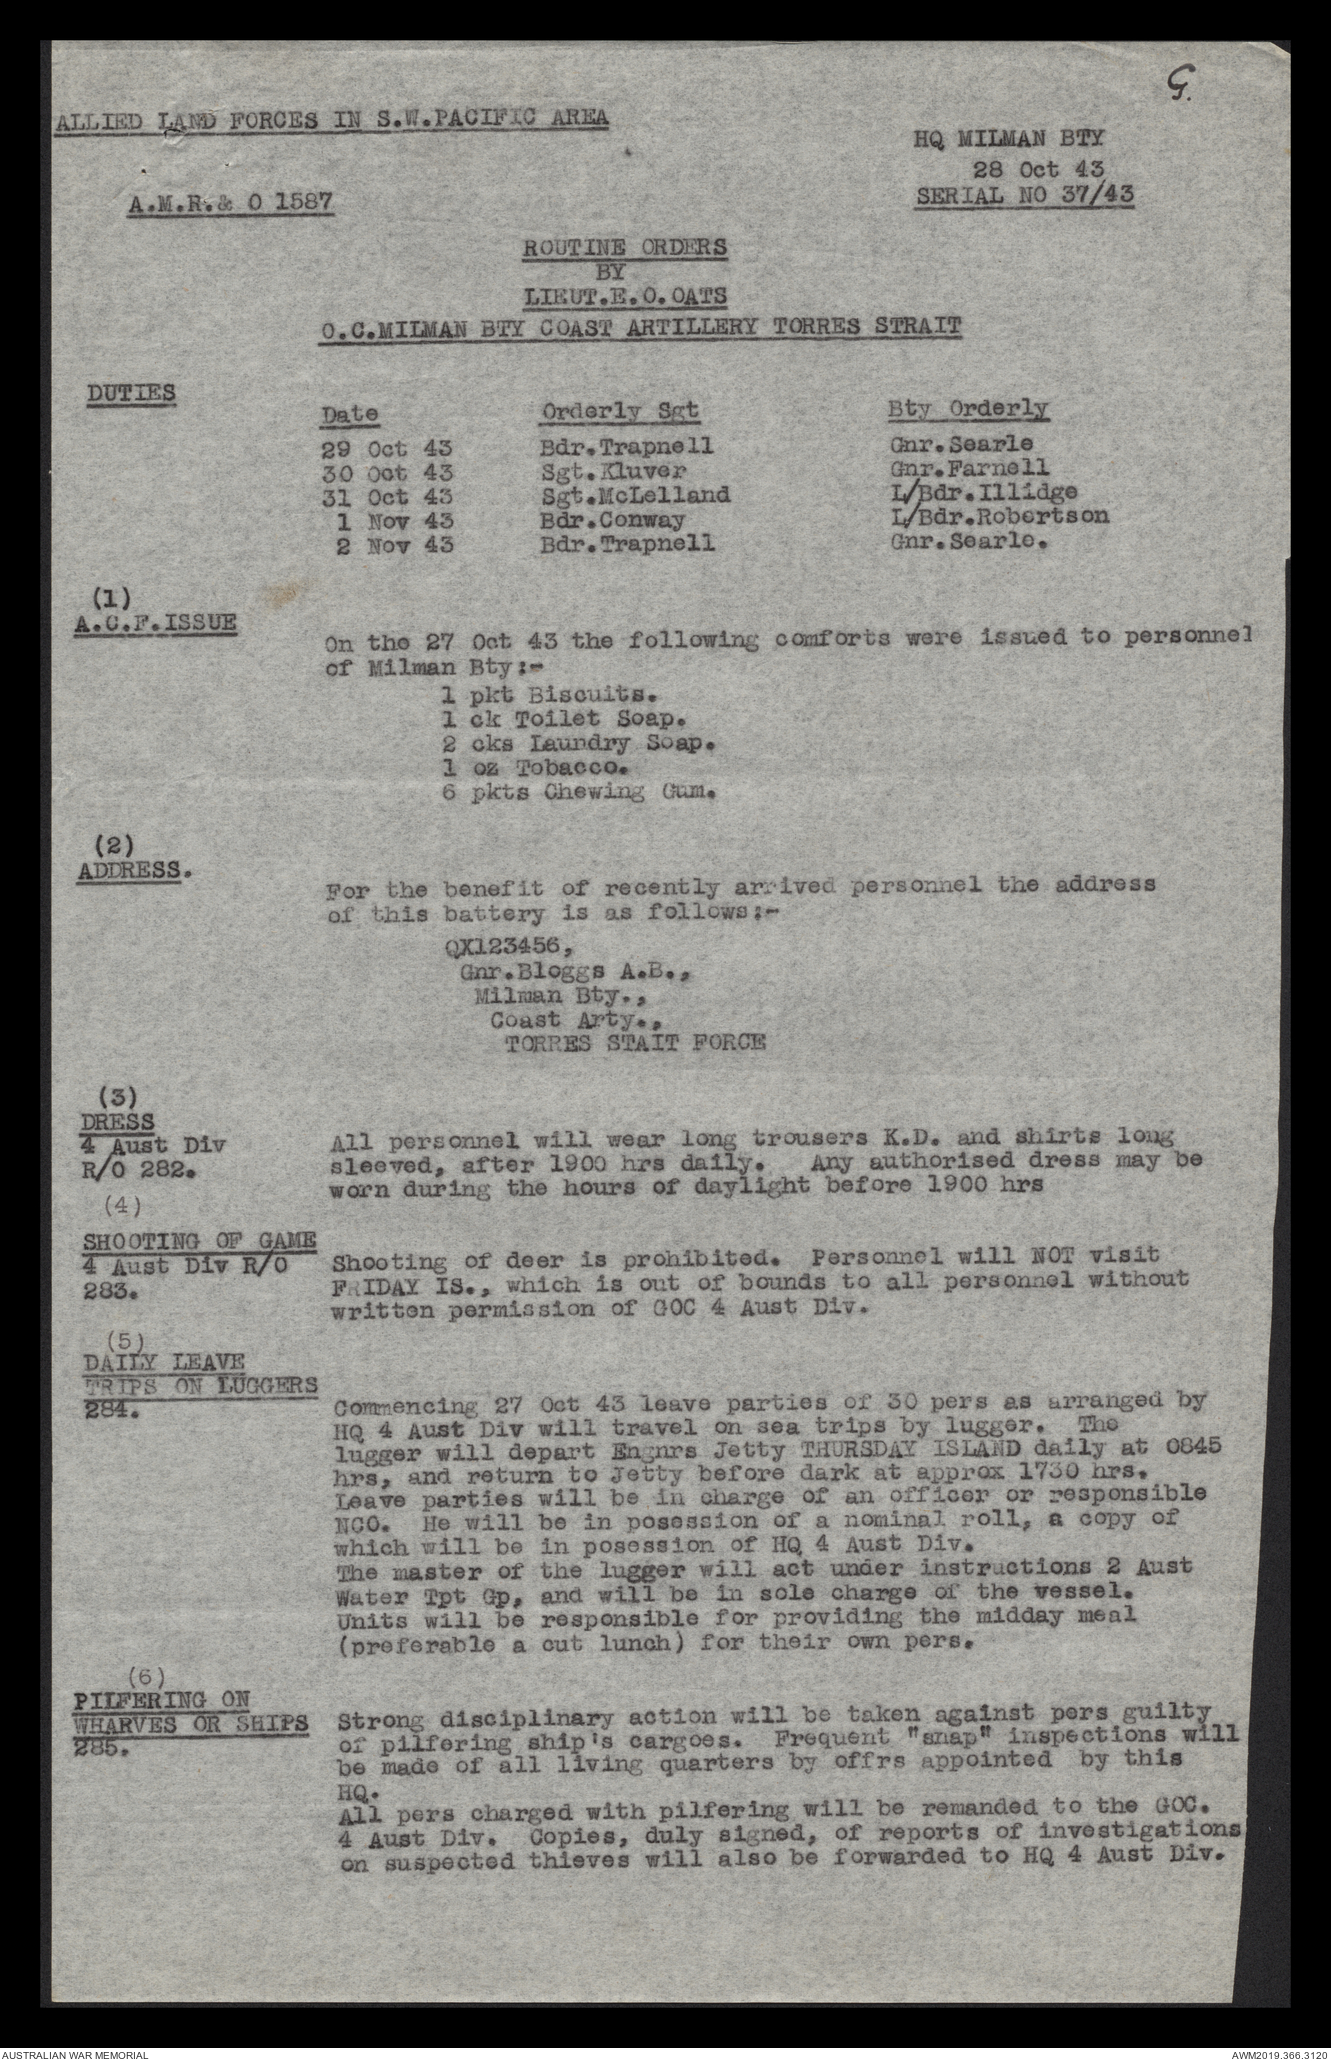 G.
ALLIED LAND FORCES IN S.W.PACIFIC AREA
HQ MILMAN BTY
28 Oct 43
A.M.R.& O 1587
SERIAL NO 37/43
ROUTINE ORDERS
BY
LIEUT.E.O.OATS
O.C.MILMAN BTY COAST ARTILLERY TORRES STRAIT
DUTIES
Date Orderly Sgt Bty Orderly
29 Oct 43 Bdr.Trapnell Gnr.Searle
30 Oct 43 Sgt.Kluver Gnr.Farnell
31 Oct 43 Sgt.McLelland L/Bdr.Illidge
1 Nov 43 Bdr.Conway L/Bdr.Robertson
2 Nov 43 Bdr.Trapnell Gnr.Searle.
(1)
A.C.F.ISSUE
On the 27 Oct 43 the following comforts were issued to personnel
of Milman Bty:-
1 pkt Biscuits.
1 ck Toilet Soap.
2 cks Laundry Soap.
1 oz Tobacco.
6 pkts Chewing Gum.
(2)
ADDRESS.
For the benefit of recently arrived personnel the address
of this battery is as follows:-
QX123456,
Gnr.Bloggs A.B.,
Milman Bty.,
Coast Arty.,
TORRES STAIT FORCE
(3)
DRESS
4 Aust Div
R/O 282.
All personnel will wear long trousers K.D. and shirts long
sleeved, after 1900 hrs daily. Any authorised dress may be
worn during the hours of daylight before 1900 hrs
(4)
SHOOTING OF GAME
4 Aust Div R/O
283.
Shooting of deer is prohibited. Personnel will NOT visit
FRIDAY IS., which is out of bounds to all personnel without
written permission of GOC 4 Aust Div.
(5)
DAILY LEAVE
TRIPS ON LUGGERS
284.
Commencing 27 Oct 43 leave parties of 30 pers as arranged by
HQ 4 Aust Div will travel on sea trips by lugger. The
lugger will depart Engnrs Jetty THURSDAY ISLAND daily at 0845
hrs, and return to Jetty before dark at approx 1730 hrs.
Leave parties will be in charge of an officer or responsible
NCO. He will be in posession of a nominal roll, a copy of
which will be in posession of HQ 4 Aust Div.
The master of the lugger will act under instructions 2 Aust
Water Tpt Gp, and will be in sole charge of the vessel.
Units will be responsible for providing the midday meal
(preferable a cut lunch) for their own pers.
(6)
PILFERING ON
WHARVES OR SHIPS
285.
Strong disciplinary action will be taken against pers guilty
of pilfering ship's cargoes. Frequent "snap" inspections will
be made of all living quarters by offrs appointed by this
HQ.
All pers charged with pilfering will be remanded to the GOC.
4 Aust Div. Copies, duly signed, of reports of investigations
on suspected thieves will also be forwarded to HQ 4 Aust Div.
AUSTRALIAN WAR MEMORIAL
AWM2019.366.3120